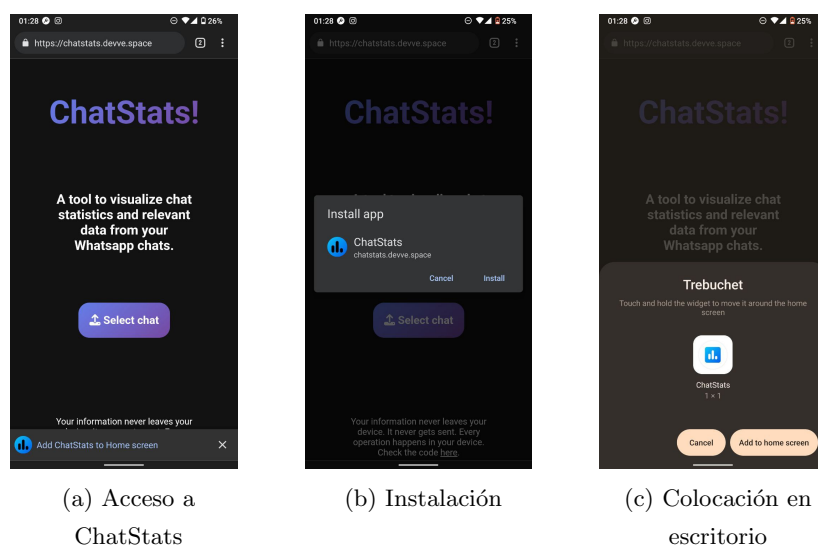 01:28
26%
https://chatstats.devve.space
2
ChatStats!
A tool to visualize chat
statistics and relevant
data from your
Whatsapp chats.
Select chat
Your information never leaves your
Add ChatStats to Home screen
(a) Acceso a
ChatStats
01:28
25%
https://chatstats.devve.space
2
ChatStats!
Install app
ChatStats
chatstats.devve.space
Cancel Install
Select chat
Your information never leaves your
device. It never gets sent. Every
operation happens in your device.
Check the code here.
(b) Instalación
01:28
25%
https://chatstats.devve.space
2
ChatStats!
A tool to visualize chat
statistics and relevant
data from your
Whatsapp chats.
Trebuchet
Touch and hold the widget to move it around the home
screen
ChatStats
1 × 1
Cancel Add to home screen
(c) Colocación en
escritorio